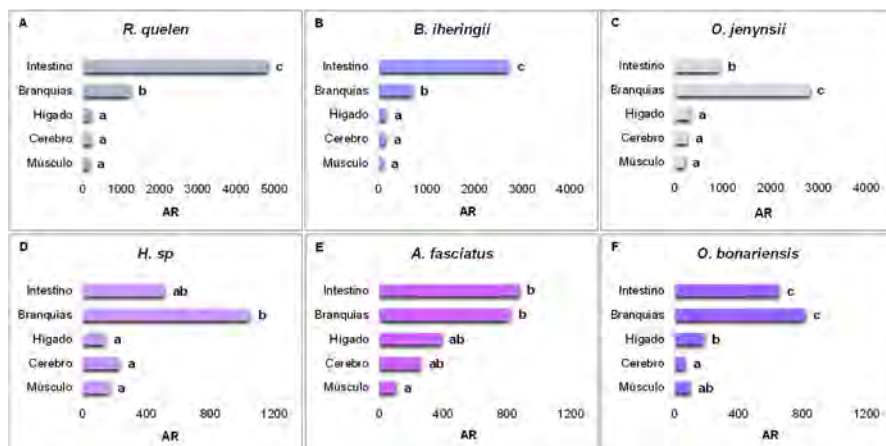 A
R. quelen
Intestino c
Branquias b
Hígado a
Cerebro a
Músculo a
0 1000 2000 3000 4000 5000
AR
B
B. iheringii
Intestino c
Branquias b
Hígado a
Cerebro a
Músculo a
0 1000 2000 3000 4000
AR
C
O. jenynsii
Intestino b
Branquias c
Hígado a
Cerebro a
Músculo a
0 1000 2000 3000 4000
AR
D
H. sp
Intestino ab
Branquias b
Hígado a
Cerebro a
Músculo a
0 400 800 1200
AR
E
A. fasciatus
Intestino b
Branquias b
Hígado ab
Cerebro ab
Músculo a
0 400 800 1200
AR
F
O. bonariensis
Intestino c
Branquias c
Hígado b
Cerebro a
Músculo ab
0 400 800 1200
AR